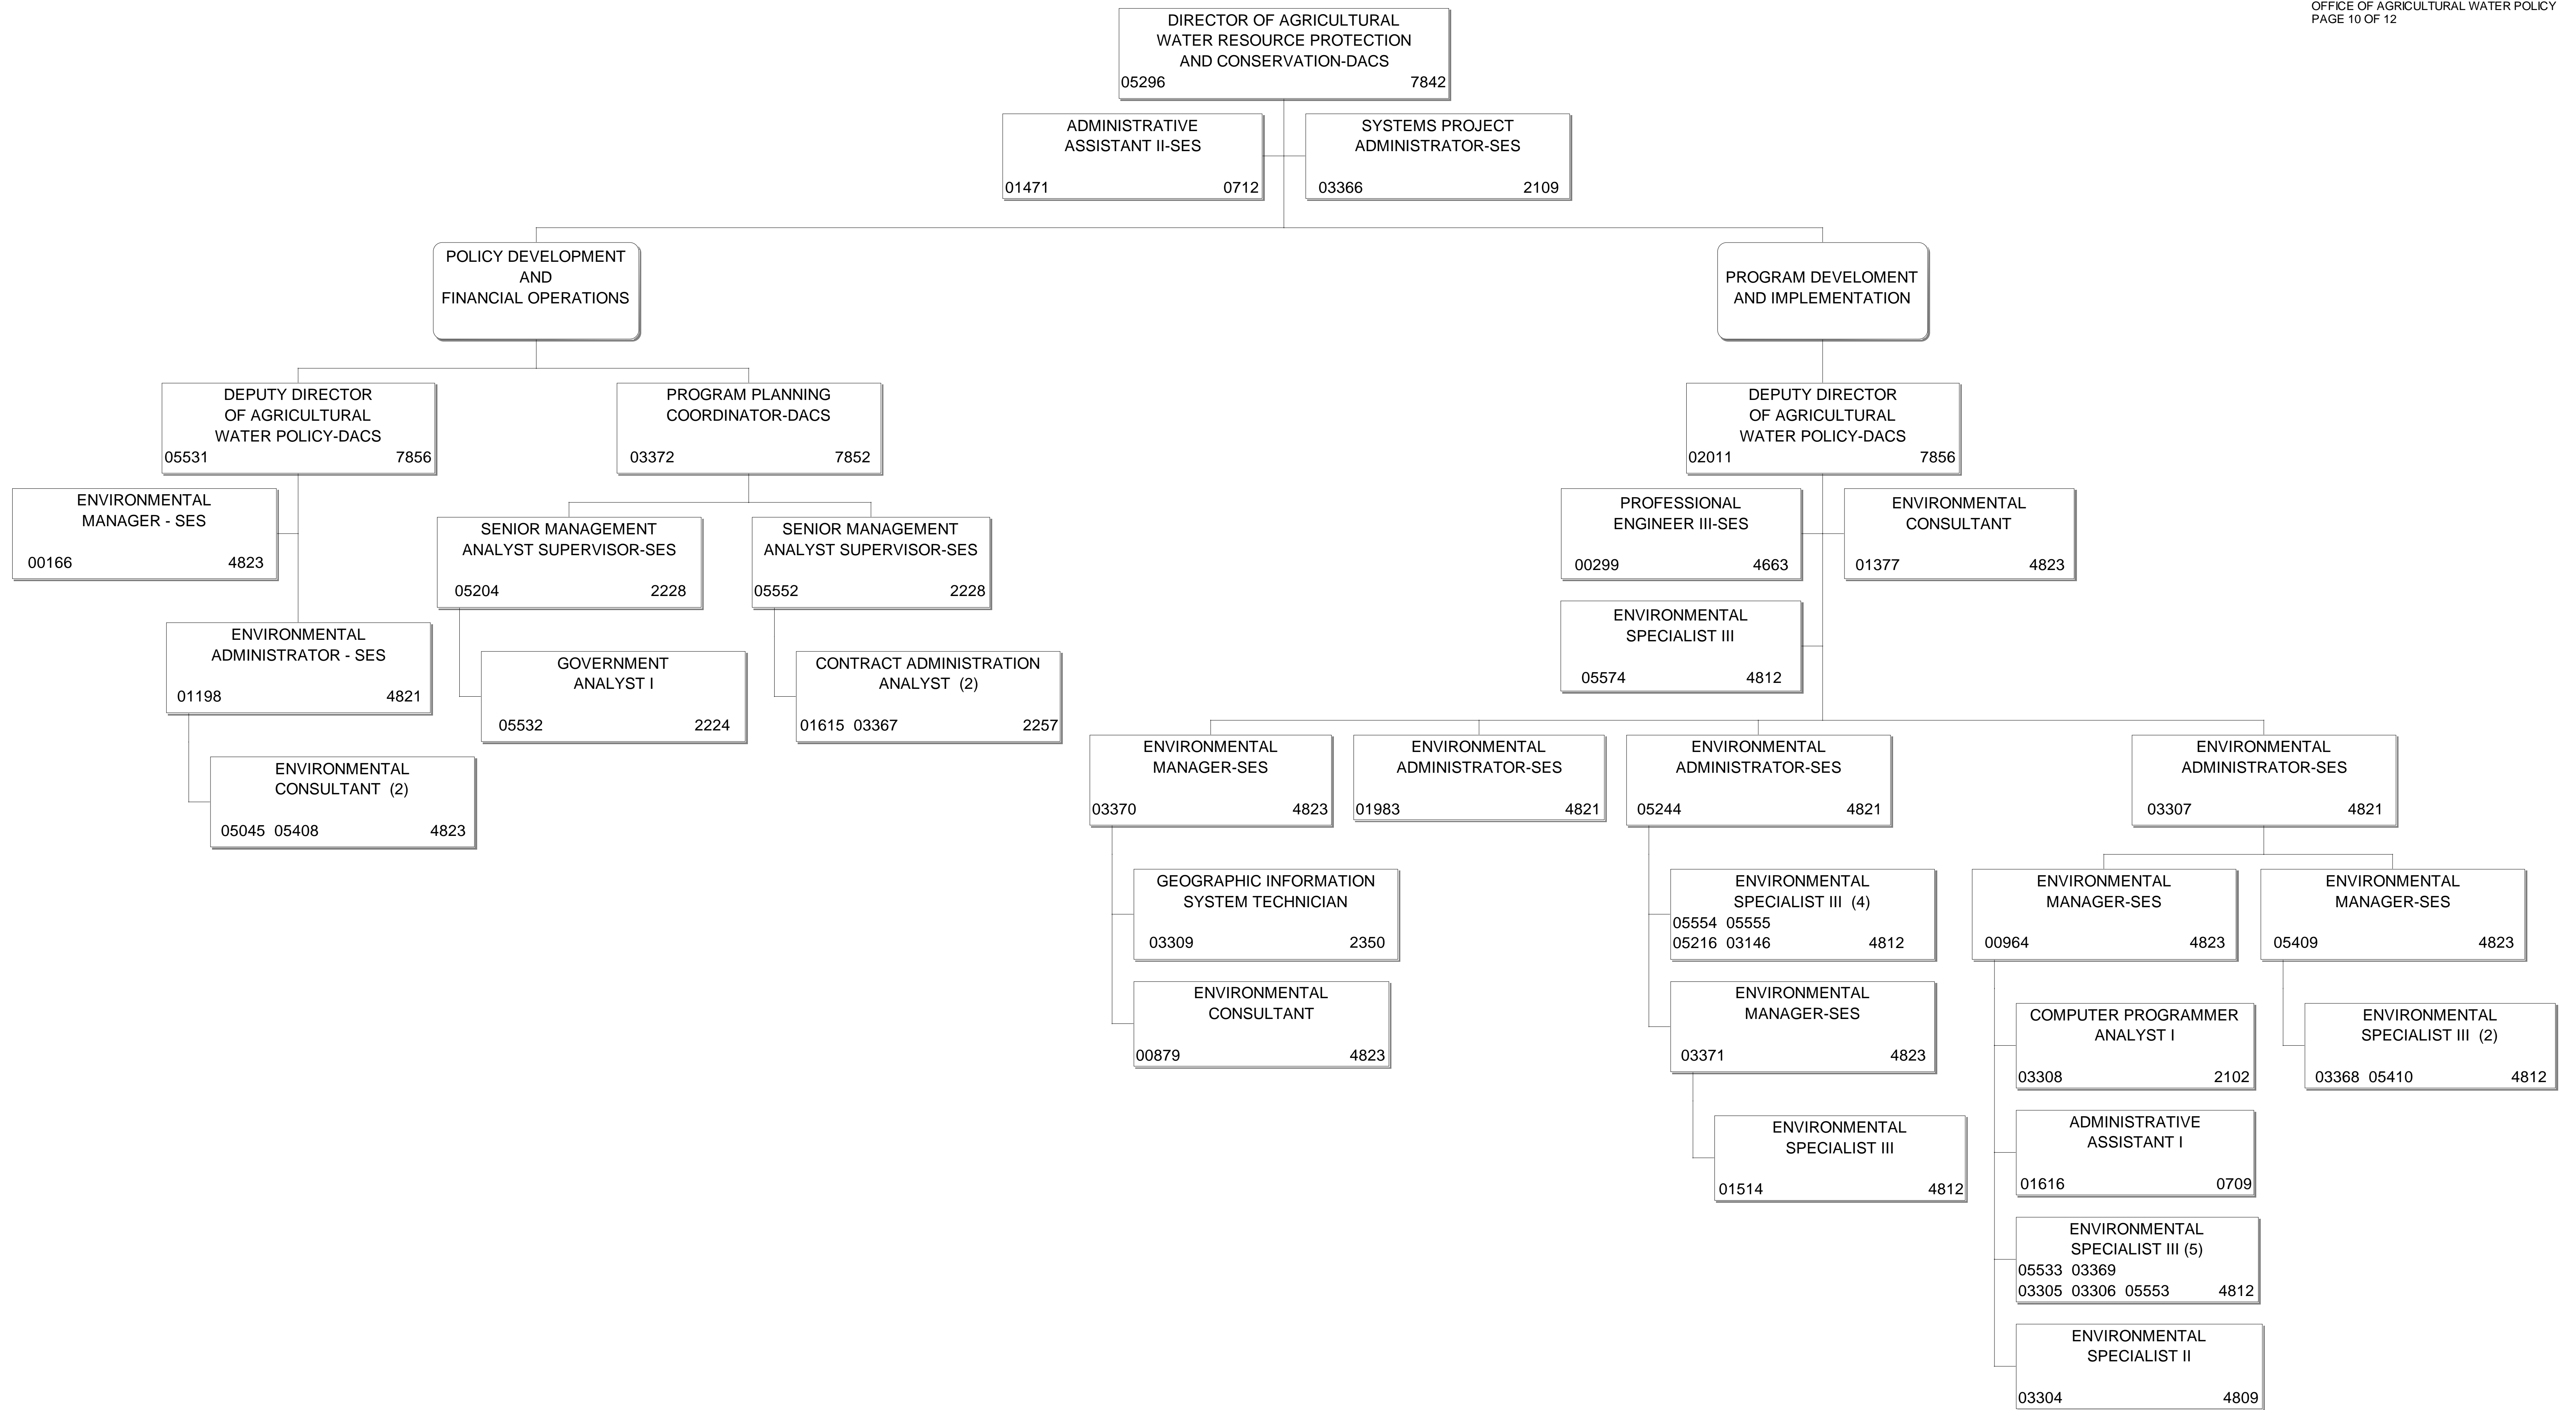 OFFICE OF AGRICULTURAL WATER POLICY
PAGE 10 OF 12
DIRECTOR OF AGRICULTURAL
WATER RESOURCE PROTECTION
AND CONSERVATION-DACS
05296 7842
ADMINISTRATIVE
ASSISTANT II-SES
01471 0712
SYSTEMS PROJECT
ADMINISTRATOR-SES
03366 2109
POLICY DEVELOPMENT
AND
FINANCIAL OPERATIONS
PROGRAM DEVELOMENT
AND IMPLEMENTATION
DEPUTY DIRECTOR
OF AGRICULTURAL
WATER POLICY-DACS
05531 7856
PROGRAM PLANNING
COORDINATOR-DACS
03372 7852
DEPUTY DIRECTOR
OF AGRICULTURAL
WATER POLICY-DACS
02011 7856
ENVIRONMENTAL
MANAGER - SES
00166 4823
SENIOR MANAGEMENT
ANALYST SUPERVISOR-SES
05204 2228
SENIOR MANAGEMENT
ANALYST SUPERVISOR-SES
05552 2228
PROFESSIONAL
ENGINEER III-SES
00299 4663
ENVIRONMENTAL
CONSULTANT
01377 4823
ENVIRONMENTAL
SPECIALIST III
05574 4812
ENVIRONMENTAL
ADMINISTRATOR - SES
01198 4821
GOVERNMENT
ANALYST I
05532 2224
CONTRACT ADMINISTRATION
ANALYST (2)
01615 03367 2257
ENVIRONMENTAL
CONSULTANT (2)
05045 05408 4823
ENVIRONMENTAL
MANAGER-SES
03370 4823
ENVIRONMENTAL
ADMINISTRATOR-SES
01983 4821
ENVIRONMENTAL
ADMINISTRATOR-SES
05244 4821
ENVIRONMENTAL
ADMINISTRATOR-SES
03307 4821
GEOGRAPHIC INFORMATION
SYSTEM TECHNICIAN
03309 2350
ENVIRONMENTAL
CONSULTANT
00879 4823
ENVIRONMENTAL
SPECIALIST III (4)
05554 05555
05216 03146 4812
ENVIRONMENTAL
MANAGER-SES
03371 4823
ENVIRONMENTAL
SPECIALIST III
01514 4812
ENVIRONMENTAL
MANAGER-SES
00964 4823
ENVIRONMENTAL
MANAGER-SES
05409 4823
COMPUTER PROGRAMMER
ANALYST I
03308 2102
ENVIRONMENTAL
SPECIALIST III (2)
03368 05410 4812
ADMINISTRATIVE
ASSISTANT I
01616 0709
ENVIRONMENTAL
SPECIALIST III (5)
05533 03369
03305 03306 05553 4812
ENVIRONMENTAL
SPECIALIST II
03304 4809